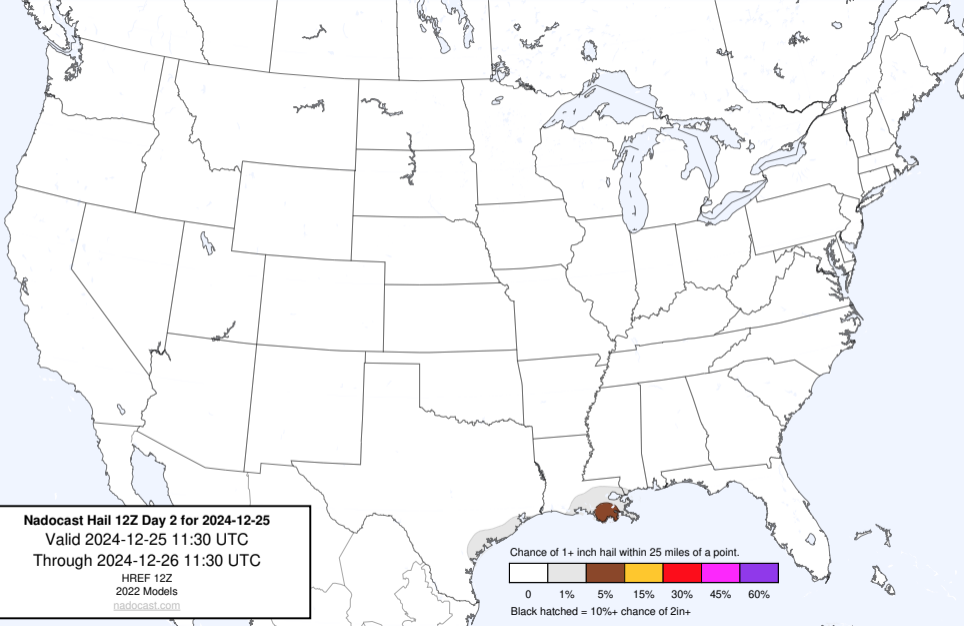 Nadocast Hail 12Z Day 2 for 2024-12-25
Valid 2024-12-25 11:30 UTC
Through 2024-12-26 11:30 UTC
HREF 12Z
2022 Models
nadocast.com
Chance of 1+ inch hail within 25 miles of a point.
0 1% 5% 15% 30% 45% 60%
Black hatched = 10%+ chance of 2in+